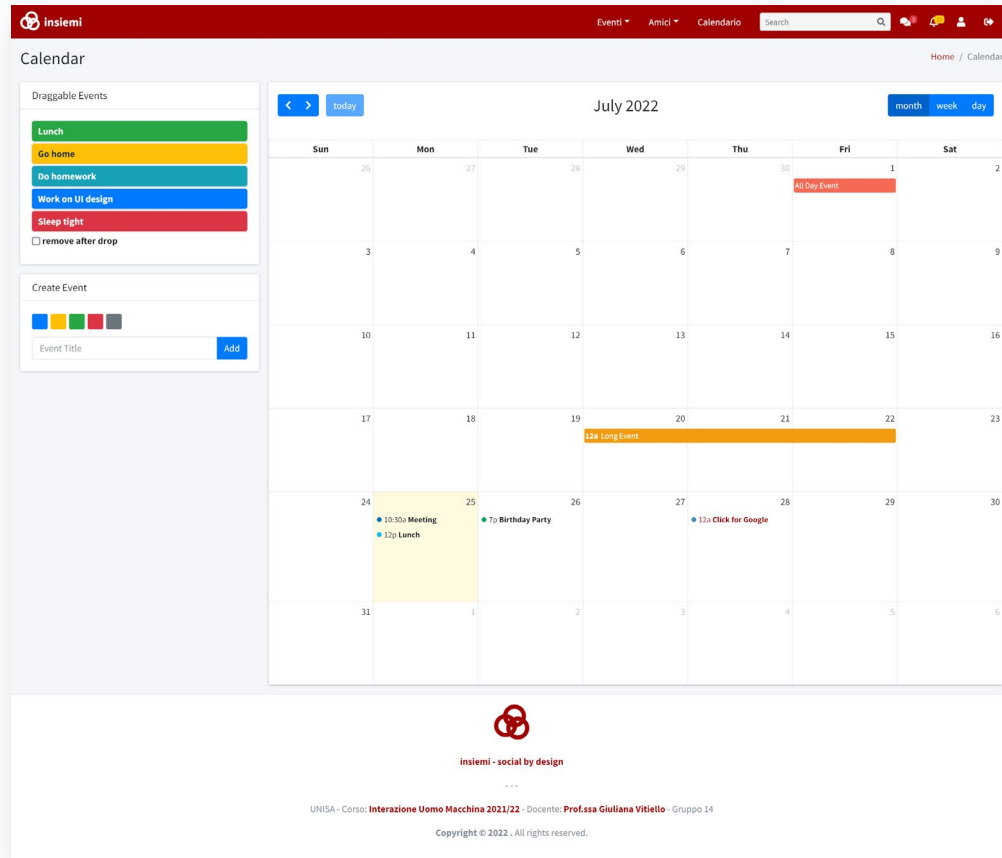 insiemi Eventi Amici Calendario Search 3
Calendar Home / Calendar
Draggable Events
Lunch
Go home
Do homework
Work on UI design
Sleep tight
remove after drop
Create Event
Event Title Add
today July 2022 month week day
Sun Mon Tue Wed Thu Fri Sat
26 27 28 29 30 1 2
All Day Event
3 4 5 6 7 8 9
10 11 12 13 14 15 16
17 18 19 20 21 22 23
12a Long Event
24 25 26 27 28 29 30
10:30a Meeting 7p Birthday Party 12a Click for Google
12p Lunch
31 1 2 3 4 5 6
insiemi - social by design
---
UNISA - Corso: Interazione Uomo Macchina 2021/22 - Docente: Prof.ssa Giuliana Vitiello - Gruppo 14
Copyright © 2022 . All rights reserved.